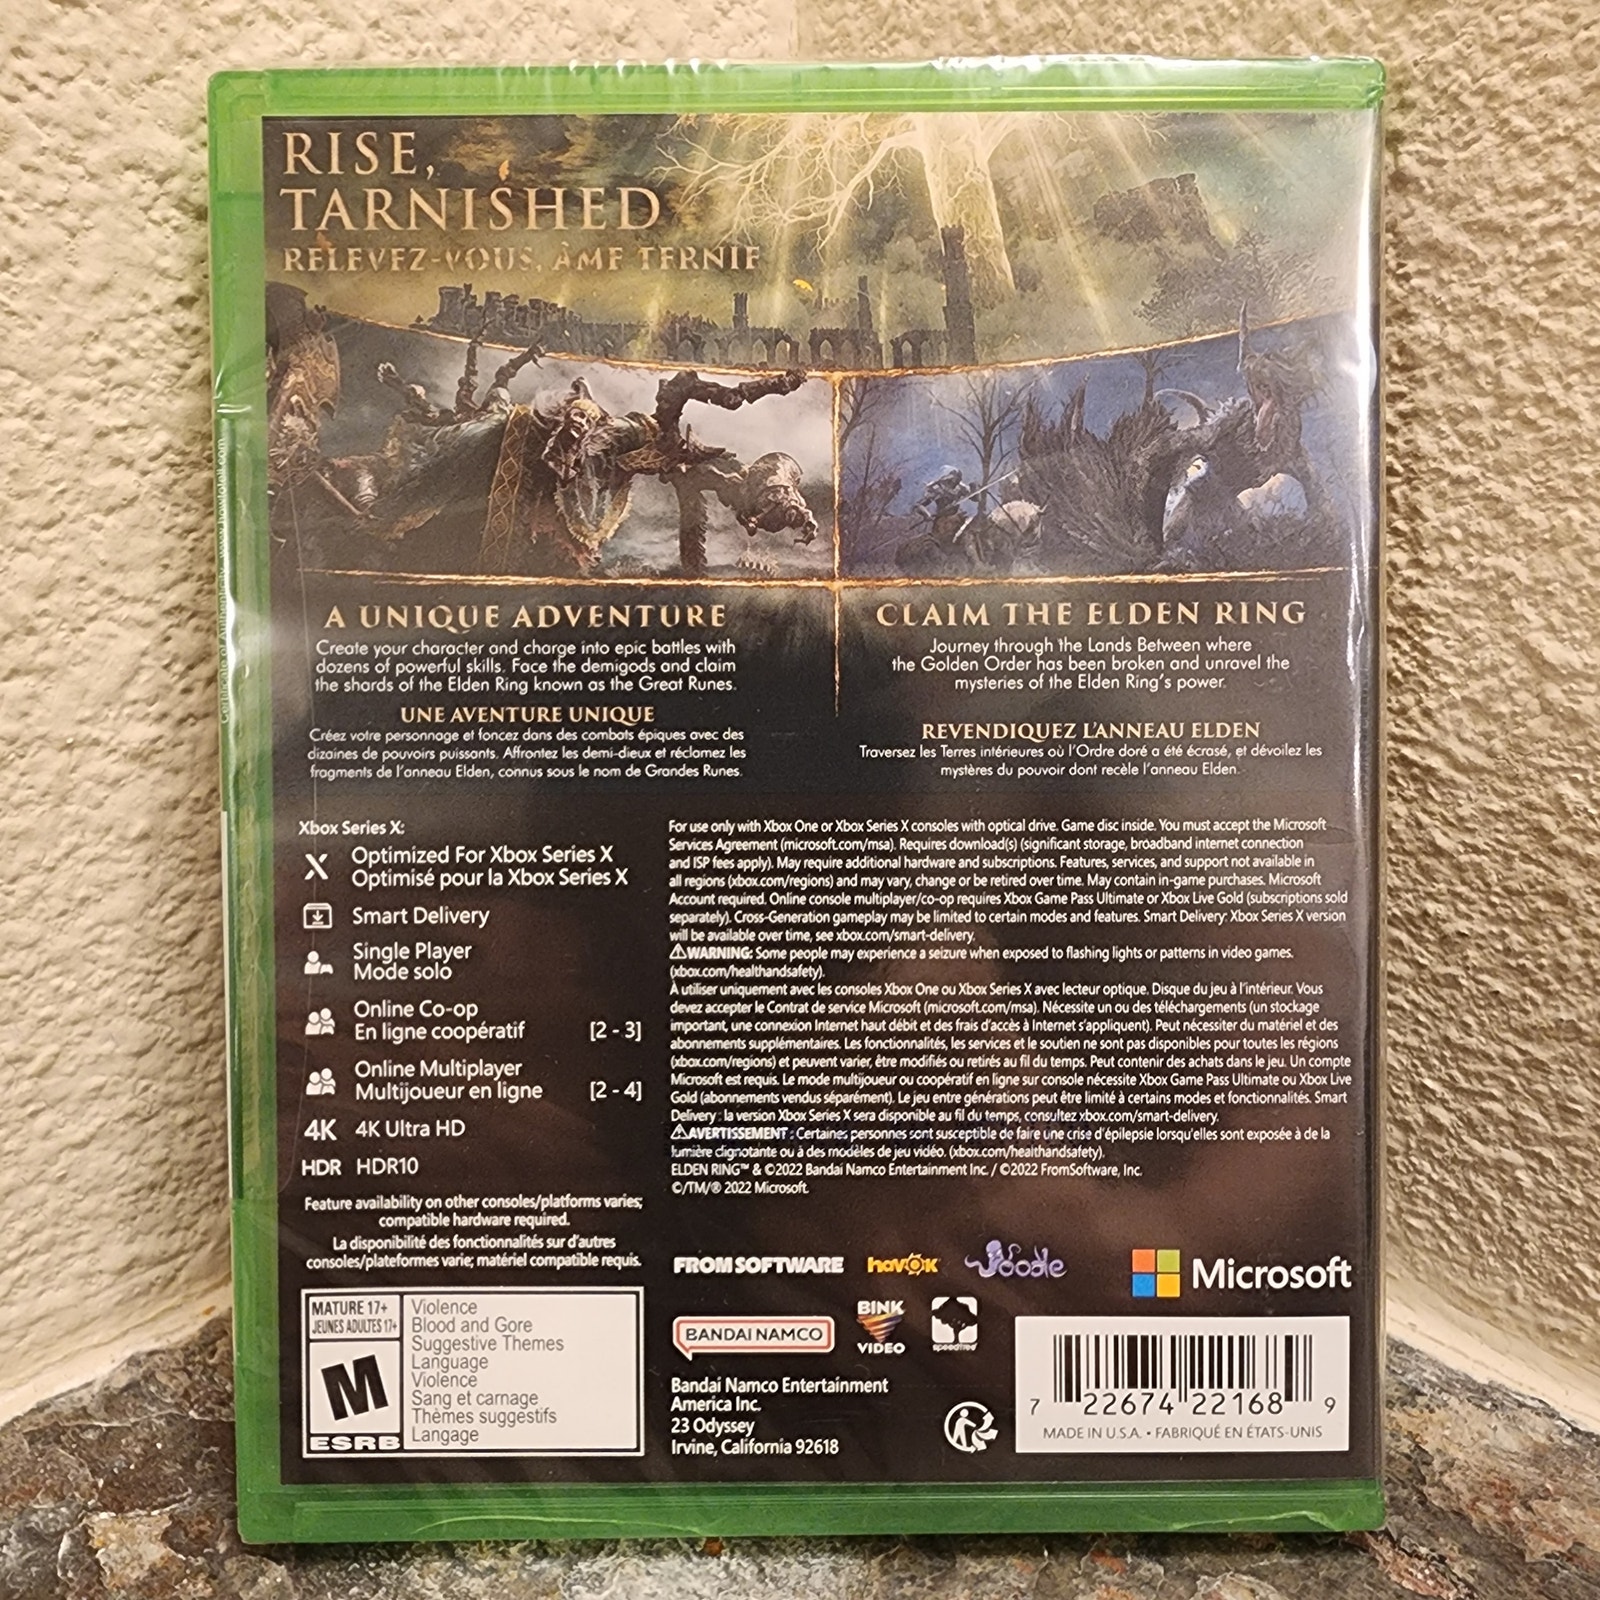 RISE,
TARNISHED
RELEVEZ-VOUS, ÂME TERNIE
A UNIQUE ADVENTURE
Create your character and charge into epic battles with
dozens of powerful skills. Face the demigods and claim
the shards of the Elden Ring known as the Great Runes.
UNE AVENTURE UNIQUE
Créez votre personnage et foncez dans des combats épiques avec des
dizaines de pouvoirs puissants. Affrontez les demi-dieux et réclamez les
fragments de l'anneau Elden, connus sous le nom de Grandes Runes.
CLAIM THE ELDEN RING
Journey through the Lands Between where
the Golden Order has been broken and unravel the
mysteries of the Elden Ring's power.
REVENDIQUEZ L'ANNEAU ELDEN
Traversez les Terres intérieures où l'Ordre doré a été écrasé, et dévoilez les
mystères du pouvoir dont recèle l'anneau Elden.
Xbox Series X:
X Optimized For Xbox Series X
Optimisé pour la Xbox Series X
Smart Delivery
Single Player
Mode solo
Online Co-op
En ligne coopératif [2 - 3]
Online Multiplayer
Multijoueur en ligne [2 - 4]
4K 4K Ultra HD
HDR HDR10
Feature availability on other consoles/platforms varies;
compatible hardware required.
La disponibilité des fonctionnalités sur d'autres
consoles/plateformes varie; matériel compatible requis.
For use only with Xbox One or Xbox Series X consoles with optical drive. Game disc inside. You must accept the Microsoft
Services Agreement (microsoft.com/msa). Requires download(s) (significant storage, broadband internet connection
and ISP fees apply). May require additional hardware and subscriptions. Features, services, and support not available in
all regions (xbox.com/regions) and may vary, change or be retired over time. May contain in-game purchases. Microsoft
Account required. Online console multiplayer/co-op requires Xbox Game Pass Ultimate or Xbox Live Gold (subscriptions sold
separately). Cross-Generation gameplay may be limited to certain modes and features. Smart Delivery: Xbox Series X version
will be available over time, see xbox.com/smart-delivery.
⚠WARNING: Some people may experience a seizure when exposed to flashing lights or patterns in video games.
(xbox.com/healthandsafety).
À utiliser uniquement avec les consoles Xbox One ou Xbox Series X avec lecteur optique. Disque du jeu à l'intérieur. Vous
devez accepter le Contrat de service Microsoft (microsoft.com/msa). Nécessite un ou des téléchargements (un stockage
important, une connexion Internet haut débit et des frais d'accès à Internet s'appliquent). Peut nécessiter du matériel et des
abonnements supplémentaires. Les fonctionnalités, les services et le soutien ne sont pas disponibles pour toutes les régions
(xbox.com/regions) et peuvent varier, être modifiés ou retirés au fil du temps. Peut contenir des achats dans le jeu. Un compte
Microsoft est requis. Le mode multijoueur ou coopératif en ligne sur console nécessite Xbox Game Pass Ultimate ou Xbox Live
Gold (abonnements vendus séparément). Le jeu entre générations peut être limité à certains modes et fonctionnalités. Smart
Delivery : la version Xbox Series X sera disponible au fil du temps, consultez xbox.com/smart-delivery.
⚠AVERTISSEMENT : Certaines personnes sont susceptible de faire une crise d'épilepsie lorsqu'elles sont exposée à de la
lumière clignotante ou à des modèles de jeu vidéo. (xbox.com/healthandsafety).
ELDEN RING™ & ©2022 Bandai Namco Entertainment Inc. / ©2022 FromSoftware, Inc.
©/TM/® 2022 Microsoft.
FROMSOFTWARE havok Oodle Microsoft
BANDAI NAMCO
BINK
VIDEO
speedtree
Bandai Namco Entertainment
America Inc.
23 Odyssey
Irvine, California 92618
MATURE 17+
JEUNES ADULTES 17+
M
ESRB
Violence
Blood and Gore
Suggestive Themes
Language
Violence
Sang et carnage
Thèmes suggestifs
Langage
7 22674 22168 9
MADE IN U.S.A. • FABRIQUÉ EN ÉTATS-UNIS